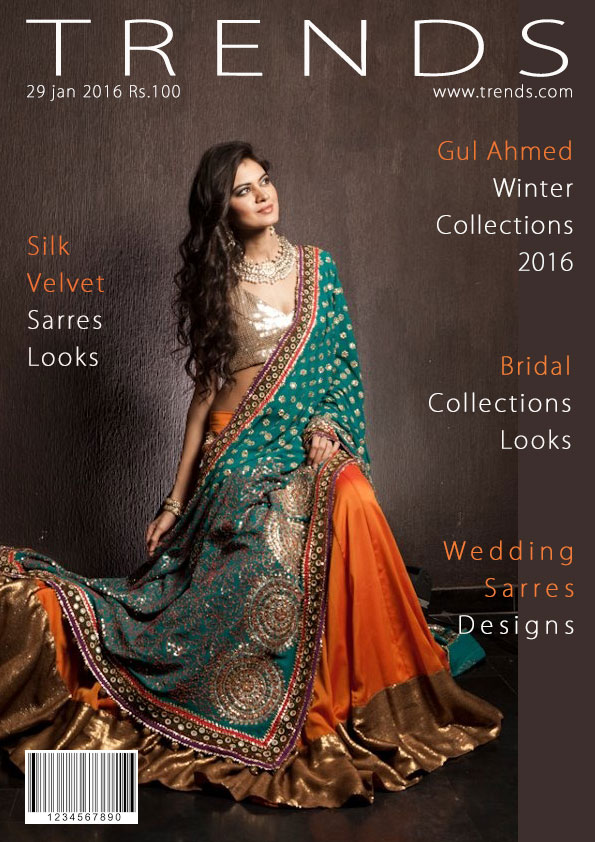 TRENDS
29 jan 2016 Rs.100
www.trends.com
Gul Ahmed
Winter
Collections
2016
Silk
Velvet
Sarres
Looks
Bridal
Collections
Looks
Wedding
Sarres
Designs
1234567890